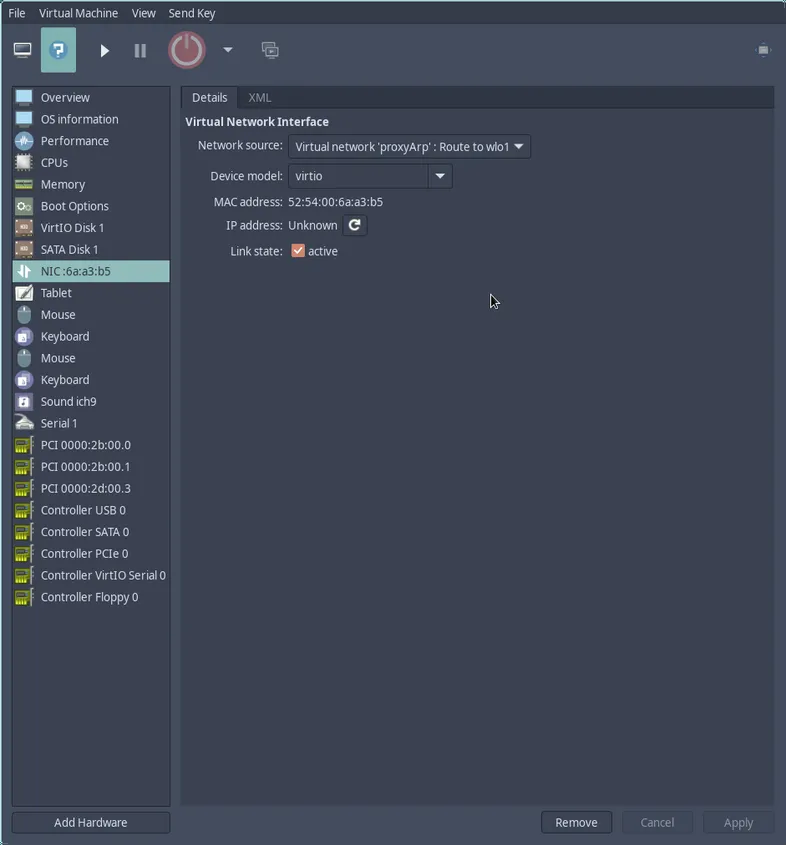 File Virtual Machine View Send Key
Overview
OS information
Performance
CPUs
Memory
Boot Options
VirtIO Disk 1
SATA Disk 1
NIC :6a:a3:b5
Tablet
Mouse
Keyboard
Mouse
Keyboard
Sound ich9
Serial 1
PCI 0000:2b:00.0
PCI 0000:2b:00.1
PCI 0000:2d:00.3
Controller USB 0
Controller SATA 0
Controller PCIe 0
Controller VirtIO Serial 0
Controller Floppy 0
Add Hardware
Details XML
Virtual Network Interface
Network source: Virtual network 'proxyArp' : Route to wlo1
Device model: virtio
MAC address: 52:54:00:6a:a3:b5
IP address: Unknown
Link state: active
Remove Cancel Apply